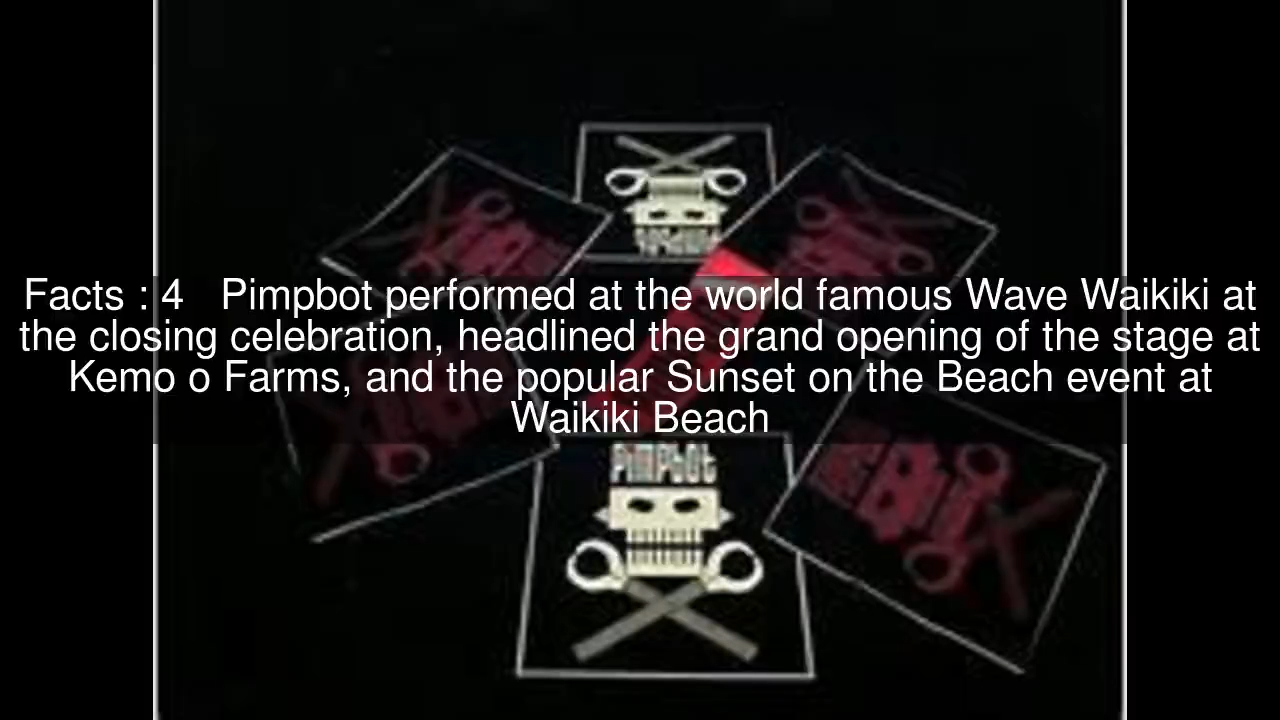 Facts : 4   Pimpbot performed at the world famous Wave Waikiki at
the closing celebration, headlined the grand opening of the stage at
Kemo o Farms, and the popular Sunset on the Beach event at
Waikiki Beach
PiMPbot